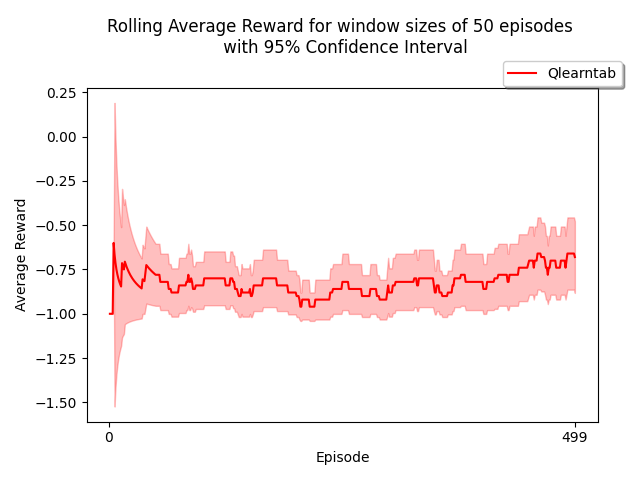 Rolling Average Reward for window sizes of 50 episodes
with 95% Confidence Interval
Qlearntab
0.25
0.00
−0.25
−0.50
−0.75
−1.00
−1.25
−1.50
Average Reward
0
499
Episode